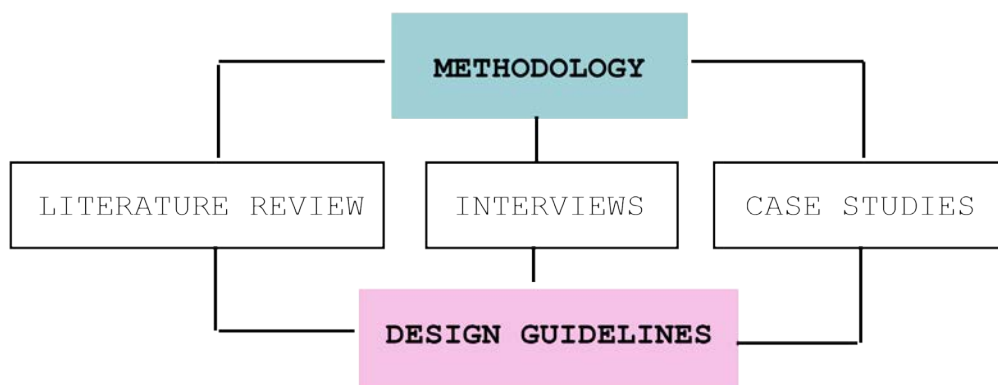 METHODOLOGY
LITERATURE REVIEW
INTERVIEWS
CASE STUDIES
DESIGN GUIDELINES